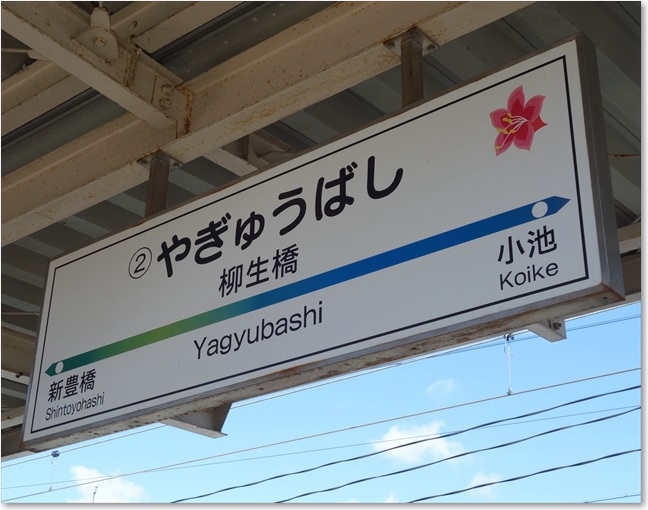 ② やぎゅうばし
柳生橋
Yagyubashi
新豊橋
Shintoyohashi
小池
Koike